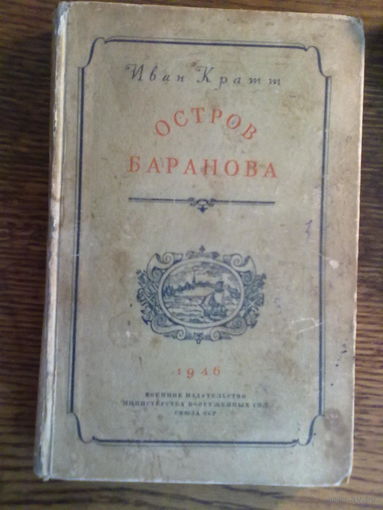 Иван Кратт
ОСТРОВ
БАРАНОВА
1946
ВОЕННОЕ ИЗДАТЕЛЬСТВО
МИНИСТЕРСТВА ВООРУЖЕННЫХ СИЛ
СОЮЗА ССР